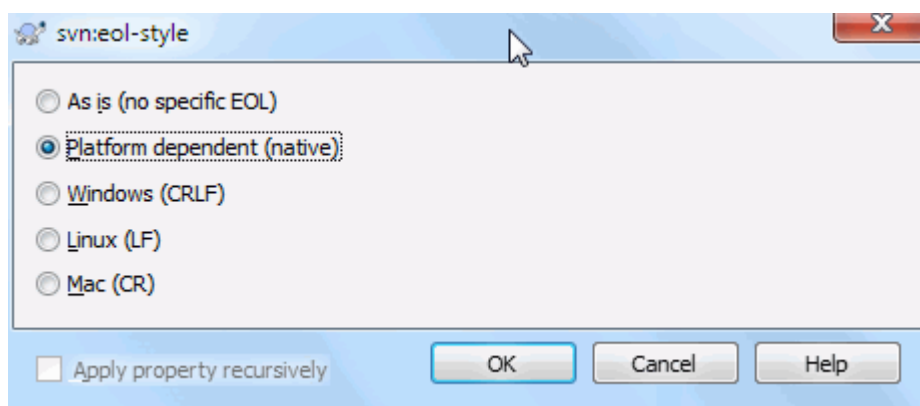 svn:eol-style
As is (no specific EOL)
Platform dependent (native)
Windows (CRLF)
Linux (LF)
Mac (CR)
Apply property recursively
OK
Cancel
Help